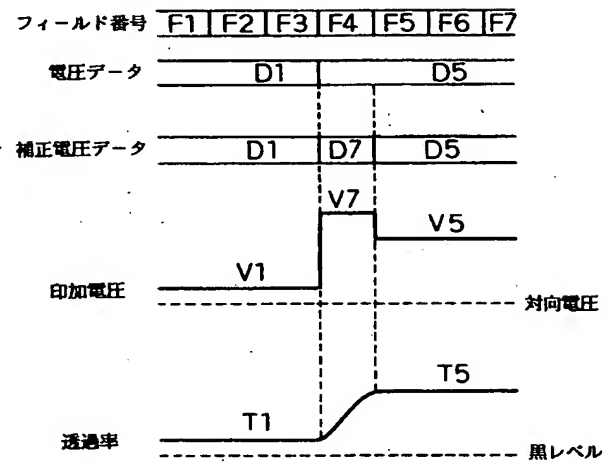 フィールド番号 F1 F2 F3 F4 F5 F6 F7
電圧データ D1 D5
補正電圧データ D1 D7 D5
V7
V5
V1
印加電圧
対向電圧
T5
T1
透過率
黒レベル